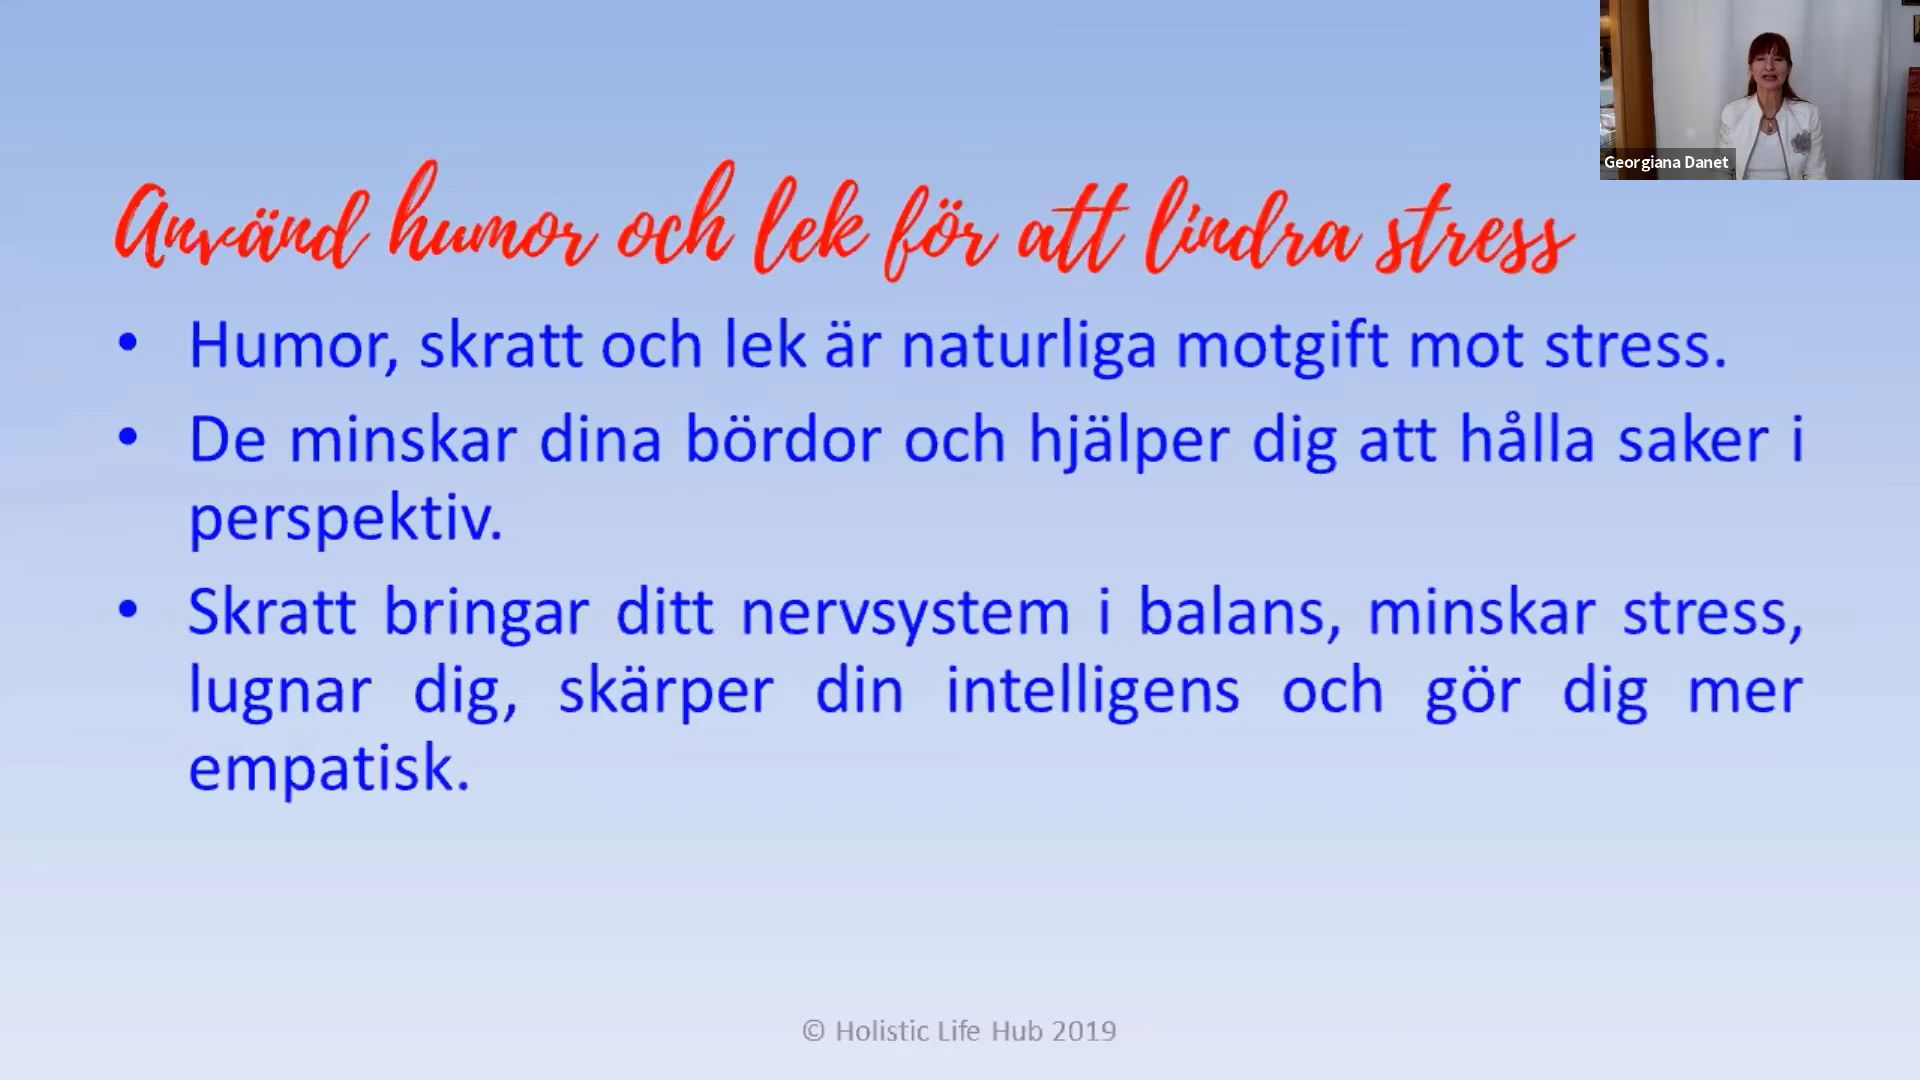 Georgiana Danet
Använd humor och lek för att lindra stress
• Humor, skratt och lek är naturliga motgift mot stress.
• De minskar dina bördor och hjälper dig att hålla saker i
perspektiv.
• Skratt bringar ditt nervsystem i balans, minskar stress,
lugnar dig, skärper din intelligens och gör dig mer
empatisk.
© Holistic Life Hub 2019